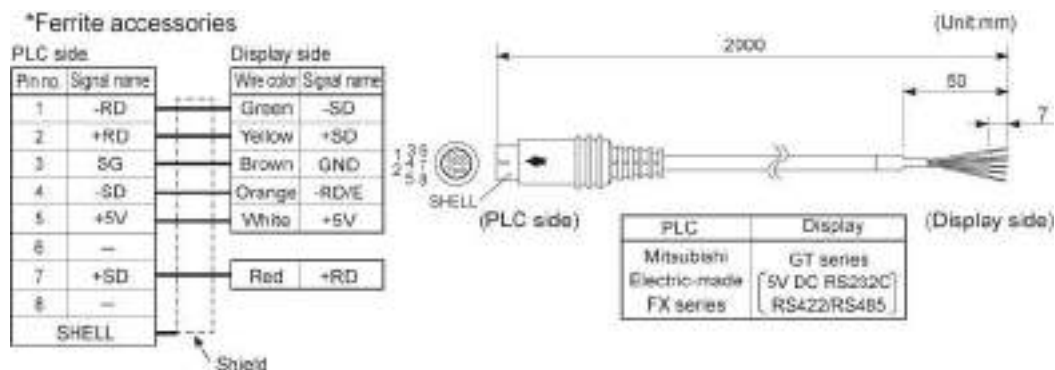 *Ferrite accessories
(Unit:mm)
PLC side
Display side
Pin no. Signal name
Wire color Signal name
1 -RD Green -SD
2 +RD Yellow +SD
3 SG Brown GND
4 -SD Orange -RD/E
5 +5V White +5V
6 —
7 +SD Red +RD
8 —
SHELL
Shield
2000
50
7
SHELL
(PLC side)
(Display side)
PLC Display
Mitsubishi GT series
Electric-made 5V DC RS232C
FX series RS422/RS485